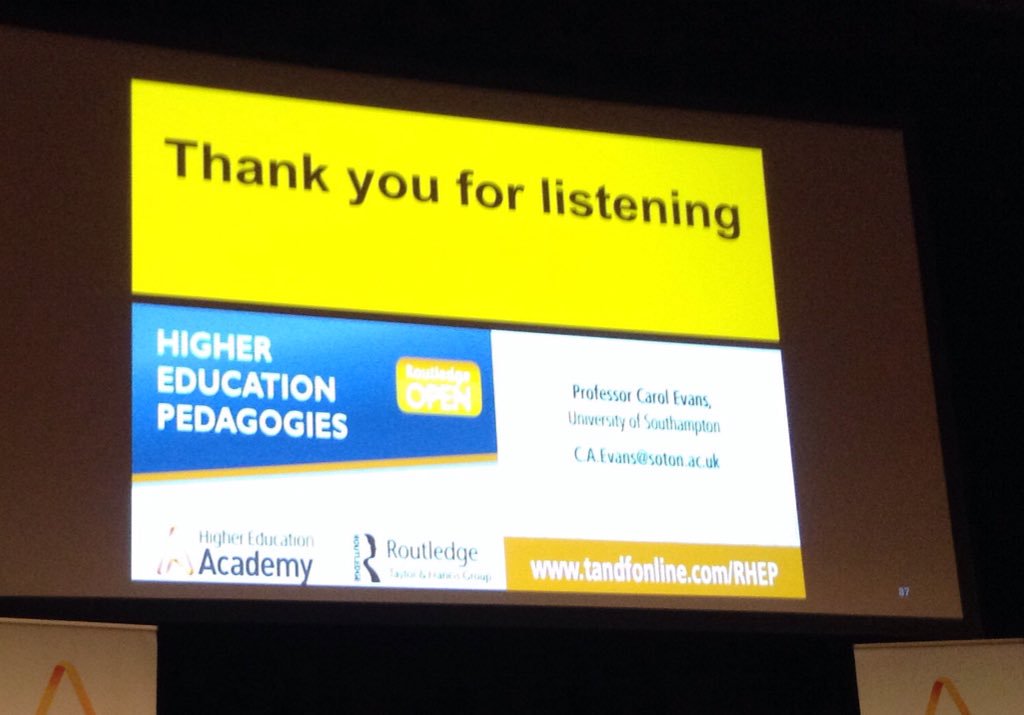 Thank you for listening
HIGHER
EDUCATION
PEDAGOGIES
Routledge
OPEN
Professor Carol Evans,
University of Southampton
C.A.Evans@soton.ac.uk
Higher Education
Academy
ROUTLEDGE
Routledge
Taylor & Francis Group
www.tandfonline.com/RHEP
87